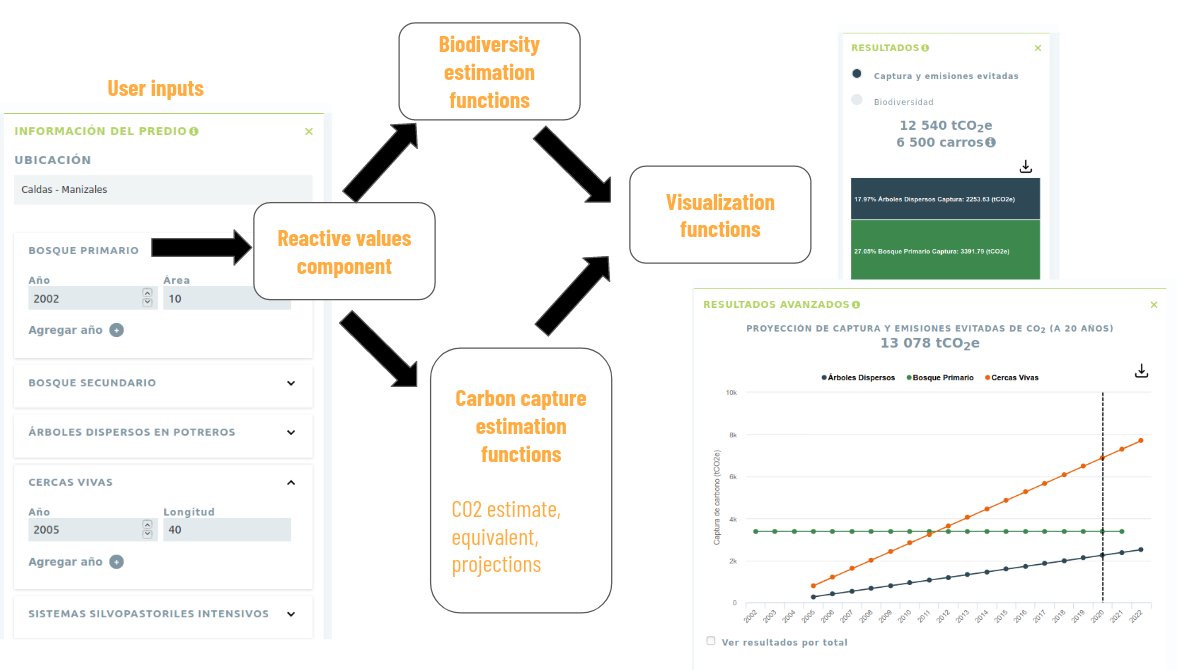 User inputs
INFORMACIÓN DEL PREDIO
UBICACIÓN
Caldas - Manizales
BOSQUE PRIMARIO
Año
Área
2002
10
Agregar año
BOSQUE SECUNDARIO
ÁRBOLES DISPERSOS EN POTREROS
CERCAS VIVAS
Año
Longitud
2005
40
Agregar año
SISTEMAS SILVOPASTORILES INTENSIVOS
Reactive values
component
Biodiversity
estimation
functions
Carbon capture
estimation
functions
CO2 estimate,
equivalent,
projections
Visualization
functions
RESULTADOS
Captura y emisiones evitadas
Biodiversidad
12 540 tCO2e
6 500 carros
17.97% Árboles Dispersos Captura: 2253.63 (tCO2e)
27.05% Bosque Primario Captura: 3391.79 (tCO2e)
RESULTADOS AVANZADOS
PROYECCIÓN DE CAPTURA Y EMISIONES EVITADAS DE CO2 (A 20 AÑOS)
13 078 tCO2e
Árboles Dispersos Bosque Primario Cercas Vivas
Captura de carbono (tCO2e)
10k
8k
6k
4k
2k
0
2002 2003 2004 2005 2006 2007 2008 2009 2010 2011 2012 2013 2014 2015 2016 2017 2018 2019 2020 2021 2022
Ver resultados por total